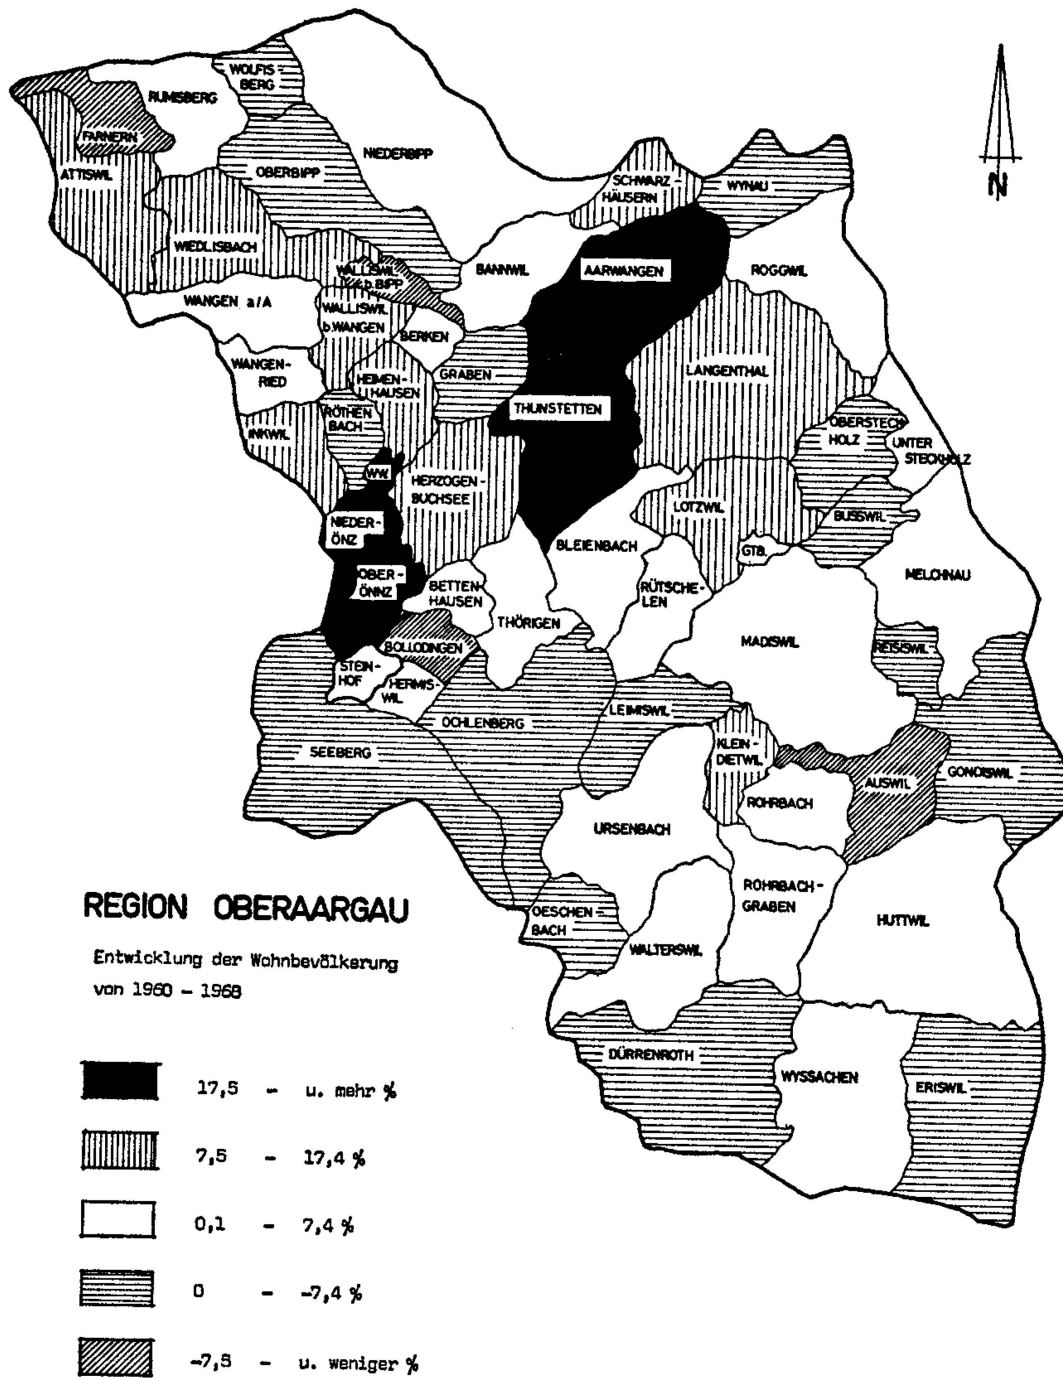 WOLFIS-
BERG
RUMISBERG
FARNERN
NIEDERBIPP
ATTISWIL
OBERBIPP
SCHWARZ-
HÄUSERN
WYNAU
WIEDLISBACH
WALLISWIL
b. BIPP
BANNWIL
AARWANGEN
ROGGWIL
N
WANGEN a/A
WALLISWIL
b.WANGEN
BERKEN
WANGEN-
RIED
HEIMEN-
HAUSEN
GRABEN
LANGENTHAL
RÖTHEN
BACH
THUNSTETTEN
INKWIL
OBERSTECK
HOLZ
UNTER
STECKHOLZ
WW.
HERZOGEN-
BUCHSEE
LOTZWIL
BUSSWIL
NIEDER-
ÖNZ
BLEIENBACH
GTB.
MELCHNAU
OBER-
ÖNNZ
BETTEN-
HAUSEN
RÜTSCHE-
LEN
THÖRIGEN
MADISWIL
REISISWIL
BOLLODINGEN
STEIN-
HOF
HERMIS-
WIL
OCHLENBERG
LEIMISWIL
SEEBERG
KLEIN-
DIETWIL
AUSWIL
GONDISWIL
ROHRBACH
URSENBACH
ROHRBACH-
GRABEN
HUTTWIL
OESCHEN-
BACH
WALTERSWIL
DÜRRENROTH
WYSSACHEN
ERISWIL
REGION OBERAARGAU
Entwicklung der Wohnbevölkerung
von 1960 - 1968
17,5 - u. mehr %
7,5 - 17,4 %
0,1 - 7,4 %
0 - -7,4 %
-7,5 - u. weniger %